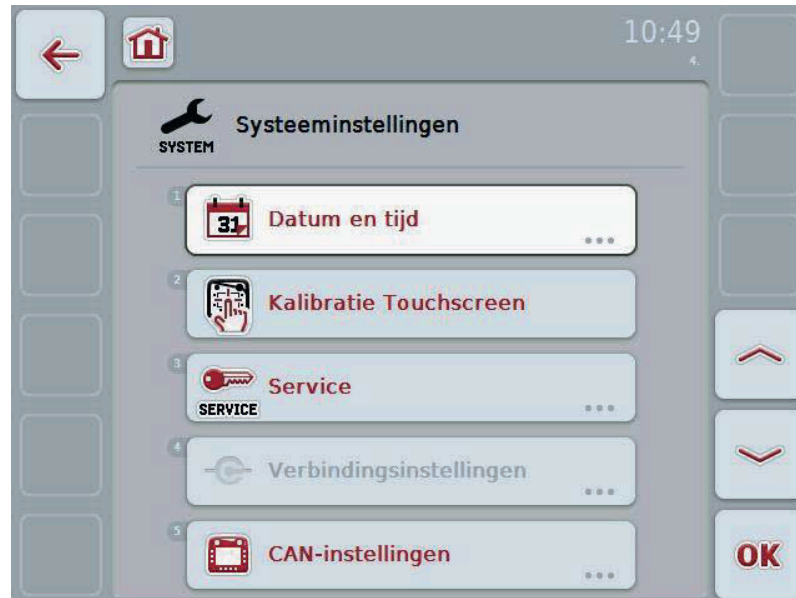 10:49
4.
SYSTEM
Systeeminstellingen
1
31
Datum en tijd
2
Kalibratie Touchscreen
3
SERVICE
Service
4
Verbindingsinstellingen
5
CAN-instellingen
OK